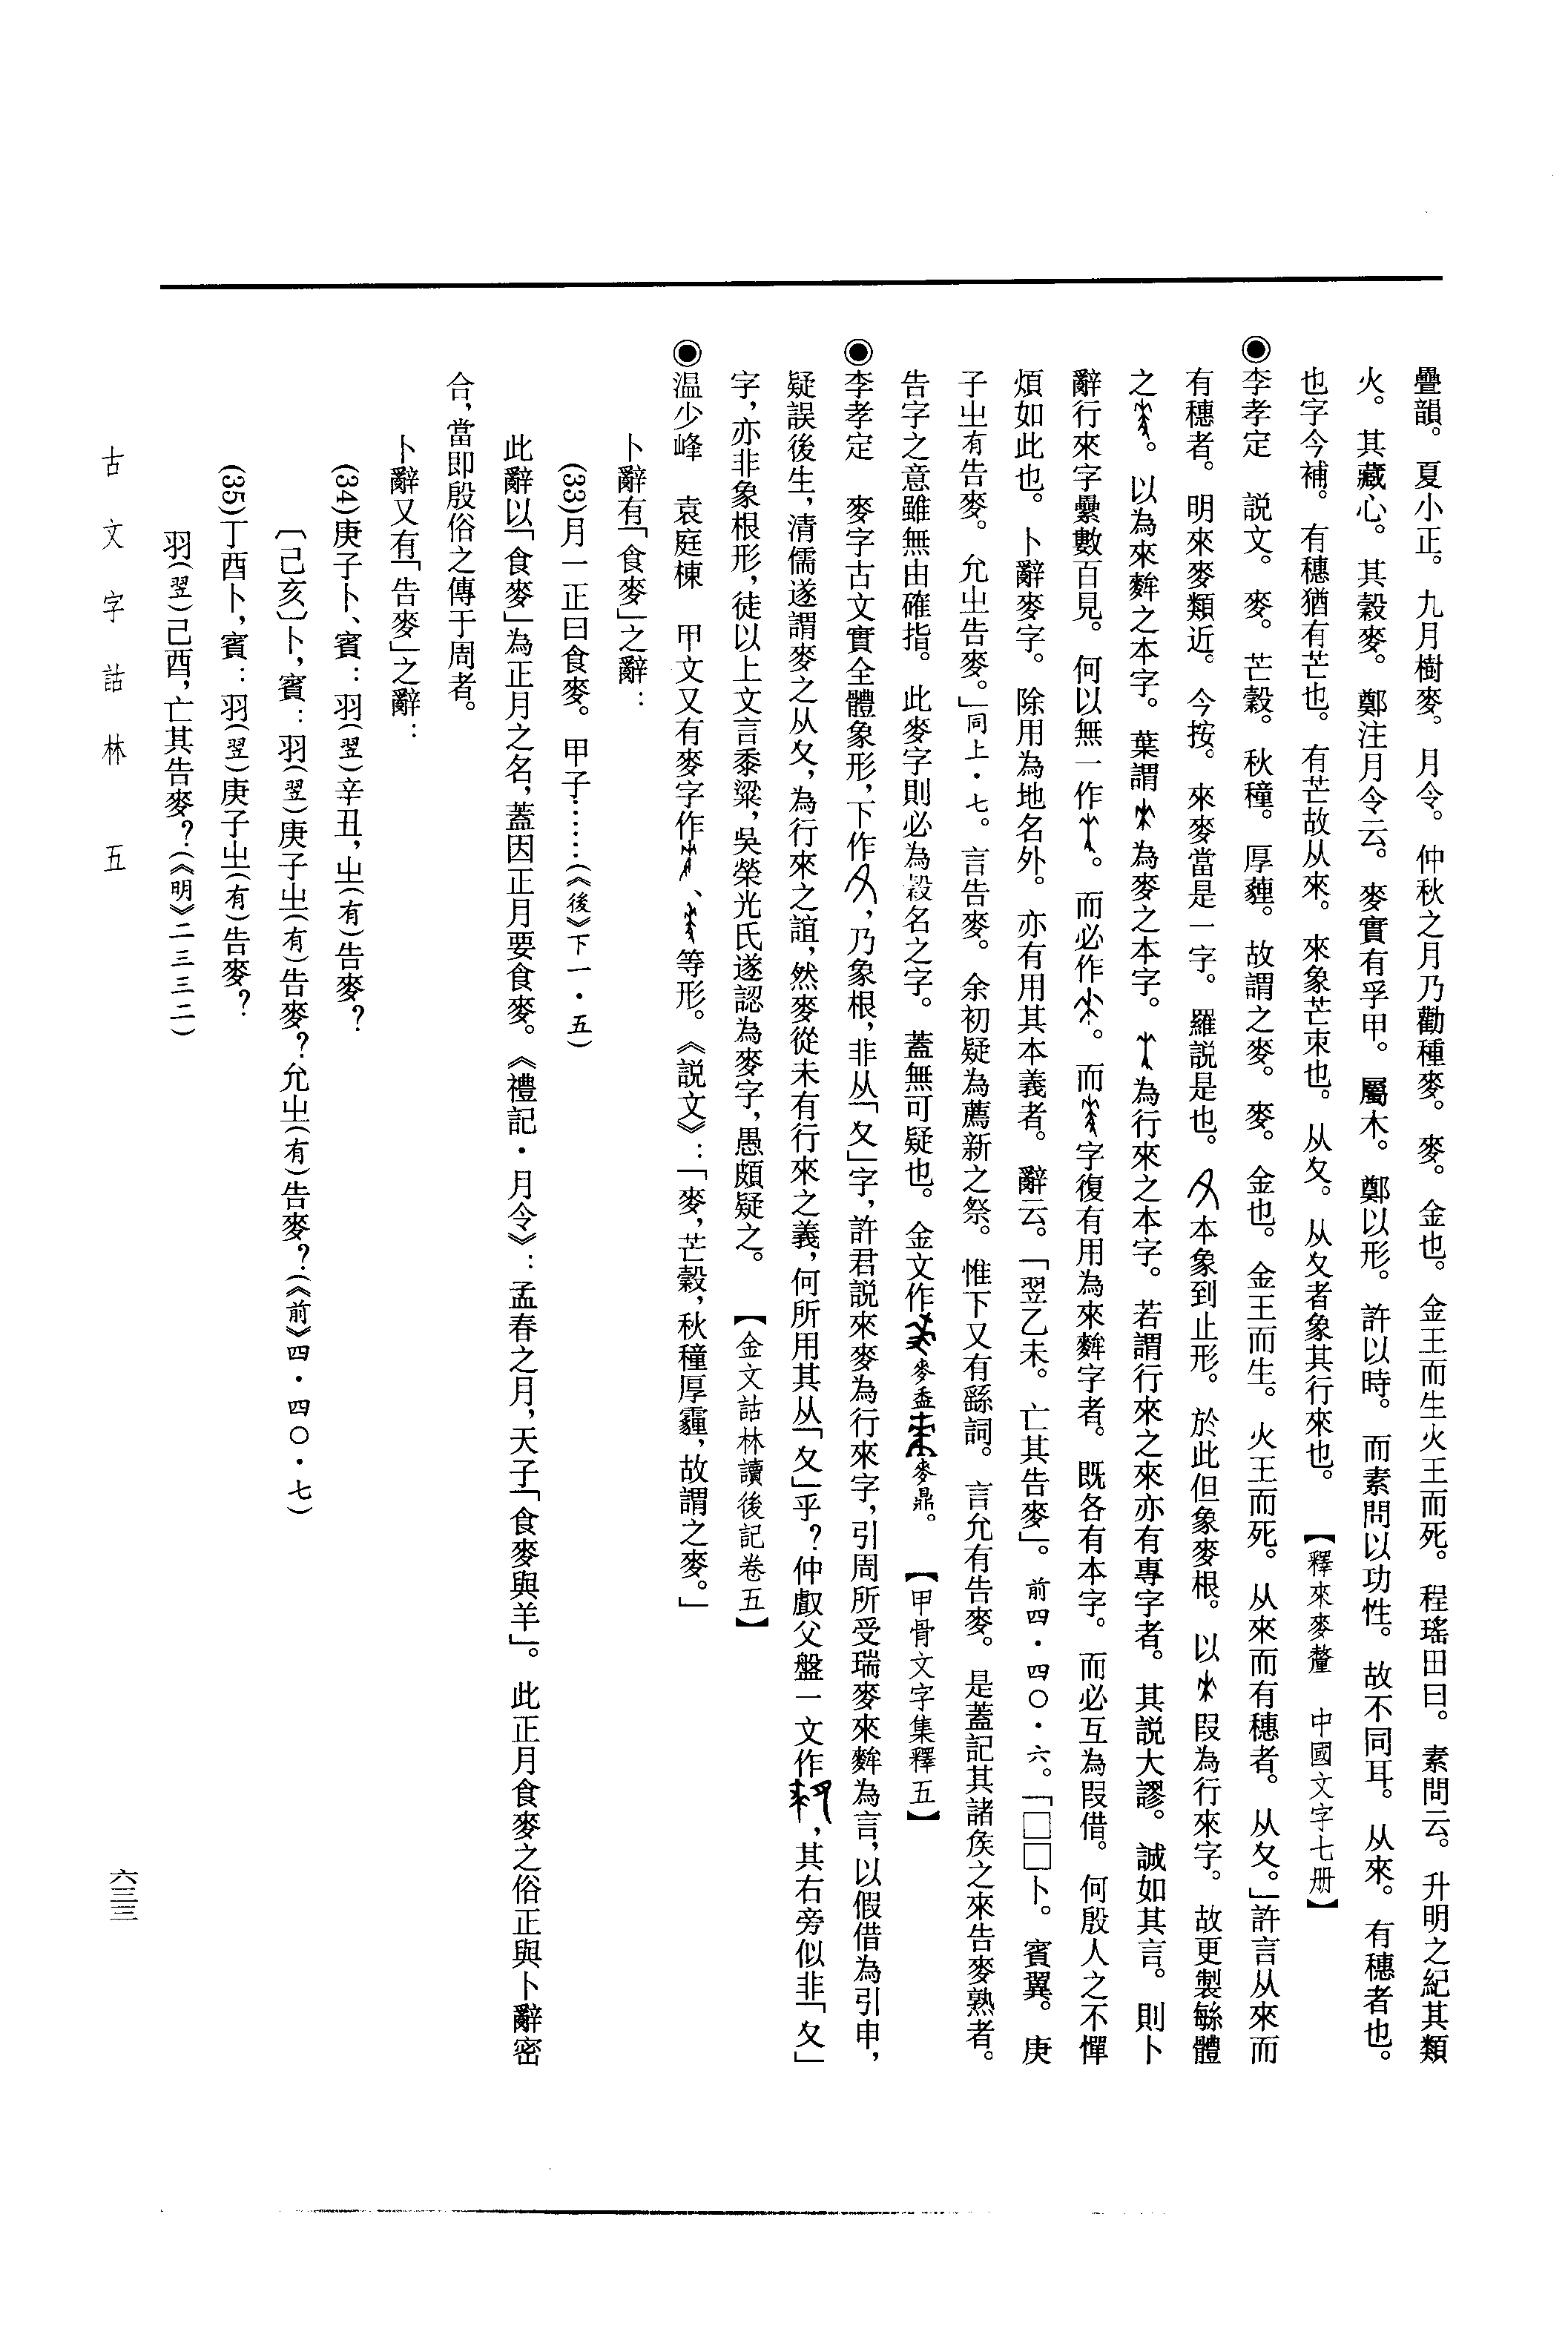 疊韻。夏小正。九月樹麥。月令。仲秋之月乃勸種麥。麥。金也。金王而生火王而死。程瑤田曰。素問云。升明之紀其類
火。其藏心。其穀麥。鄭注月令云。麥實有孚甲。屬木。鄭以形。許以時。而素問以功性。故不同耳。从來。有穗者也。
也字今補。有穗猶有芒也。有芒故从來。來象芒朿也。从夊。从夊者象其行來也。【釋來麥釐　中國文字七册】
◉李孝定　説文。麥。芒穀。秋穜。厚薶。故謂之麥。麥。金也。金王而生。火王而死。从來而有穗者。从夊。」許言从來而
有穗者。明來麥類近。今按。來麥當是一字。羅説是也。本象到止形。於此但象麥根。以叚為行來字。故更製緐體
之。以為來麰之本字。葉謂為麥之本字。為行來之本字。若謂行來之來亦有專字者。其説大謬。誠如其言。則卜
辭行來字纍數百見。何以無一作。而必作。而字復有用為來麰字者。既各有本字。而必互為叚借。何殷人之不憚
煩如此也。卜辭麥字。除用為地名外。亦有用其本義者。辭云。「翌乙未。亡其告麥」。前四・四〇・六。「□□卜。賓翼。庚
子㞢有告麥。允㞢告麥。」同上・七。言告麥。余初疑為薦新之祭。惟下又有繇詞。言允有告麥。是蓋記其諸侯之來告麥熟者。
告字之意雖無由確指。此麥字則必為穀名之字。蓋無可疑也。金文作麥盉麥鼎。【甲骨文字集釋五】
◉李孝定　麥字古文實全體象形，下作，乃象根，非从「夊」字，許君説來麥為行來字，引周所受瑞麥來麰為言，以假借為引申，
疑誤後生，清儒遂謂麥之从夊，為行來之誼，然麥從未有行來之義，何所用其从「夊」乎？仲㪤父盤一文作，其右旁似非「夊」
字，亦非象根形，徒以上文言黍粱，吳榮光氏遂認為麥字，愚頗疑之。【金文詁林讀後記卷五】
◉温少峰　袁庭棟　甲文又有麥字作、等形。《説文》：「麥，芒穀，秋穜厚薶，故謂之麥。」
卜辭有「食麥」之辭：
(33)月一正曰食麥。甲子……（《後》下一・五）
此辭以「食麥」為正月之名，蓋因正月要食麥。《禮記・月令》：孟春之月，天子「食麥與羊」。此正月食麥之俗正與卜辭密
合，當即殷俗之傳于周者。
卜辭又有「告麥」之辭：
(34)庚子卜、賓：羽（翌）辛丑，㞢（有）告麥？
〔己亥〕卜，賓：羽（翌）庚子㞢（有）告麥？允㞢（有）告麥？（《前》四・四〇・七）
(35)丁酉卜，賓：羽（翌）庚子㞢（有）告麥？
羽（翌）己酉，亡其告麥？（《明》二三三二）
古文字詁林　五
六三三